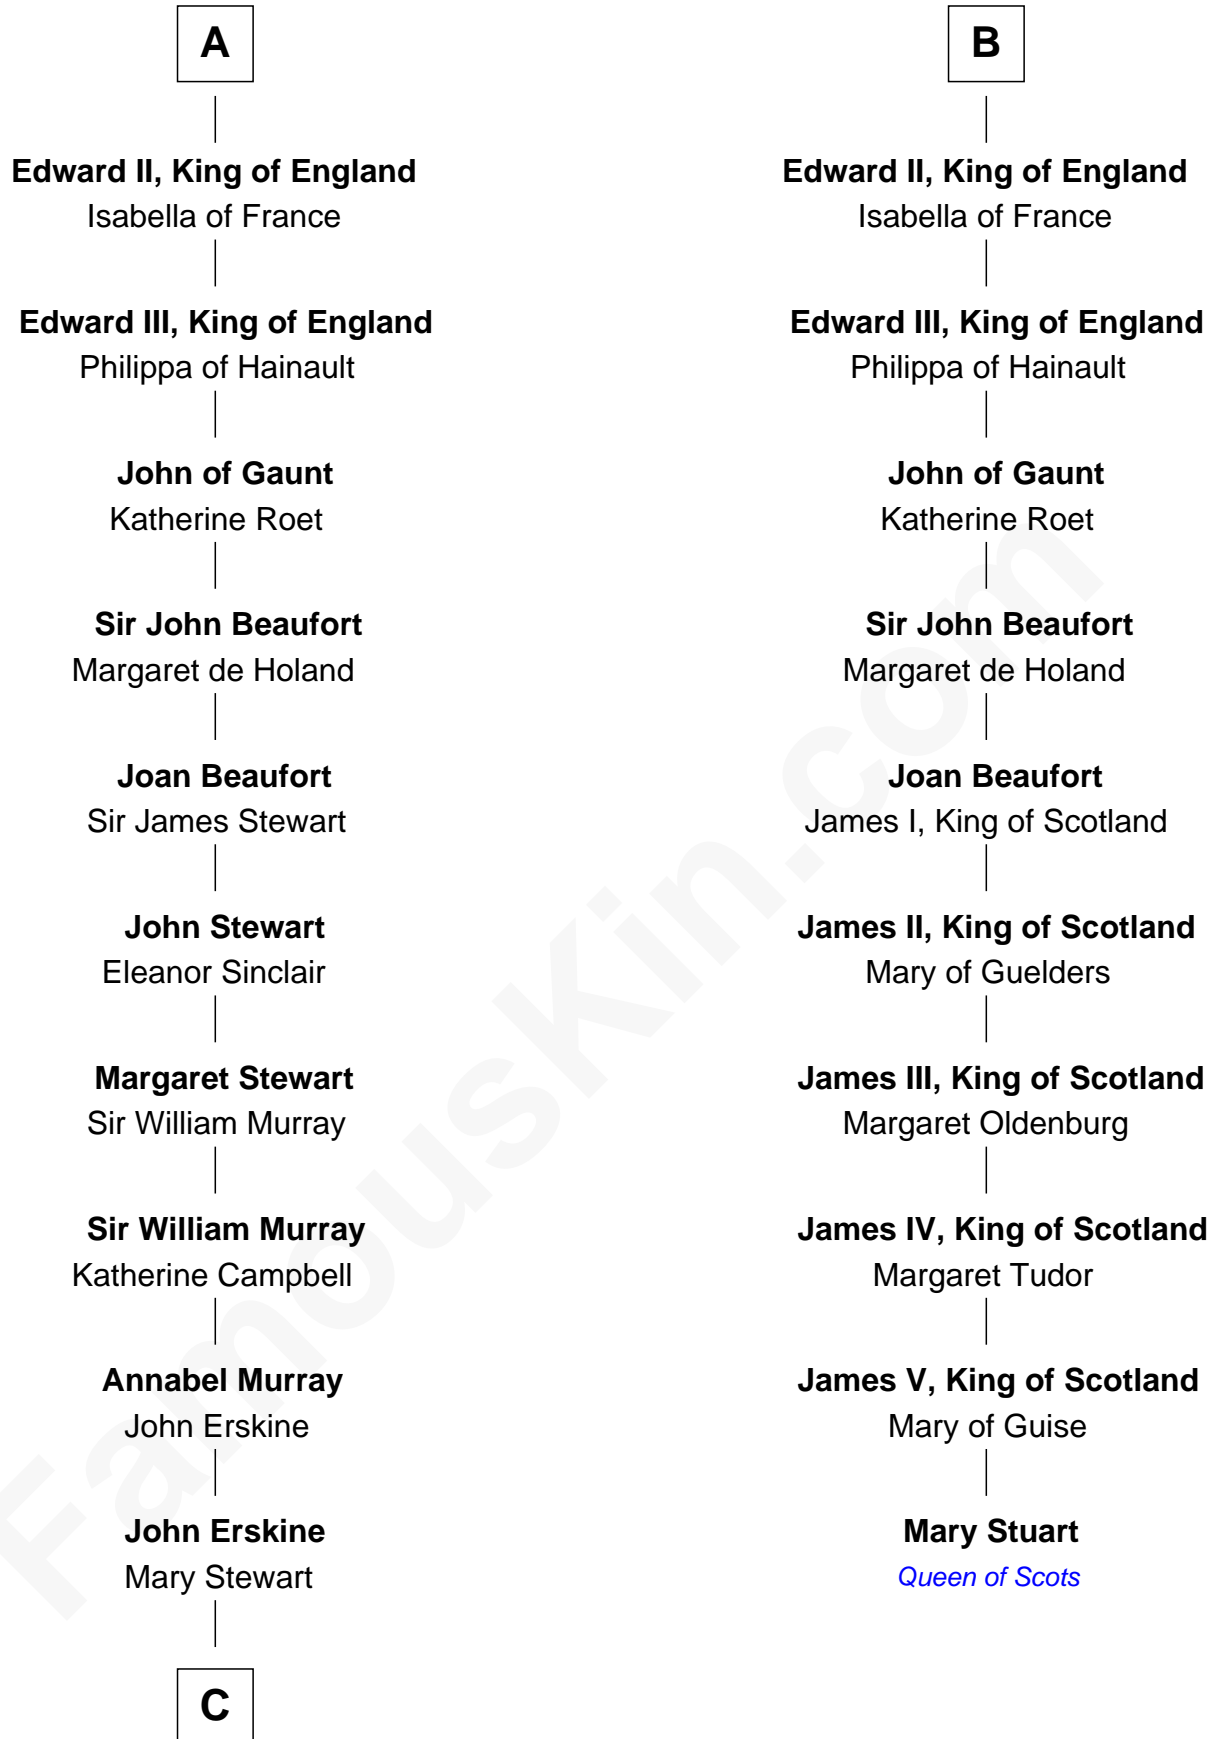 A
Edward II, King of England
Isabella of France
Edward III, King of England
Philippa of Hainault
John of Gaunt
Katherine Roet
Sir John Beaufort
Margaret de Holand
Joan Beaufort
Sir James Stewart
John Stewart
Eleanor Sinclair
Margaret Stewart
Sir William Murray
Sir William Murray
Katherine Campbell
Annabel Murray
John Erskine
John Erskine
Mary Stewart
C
B
Edward II, King of England
Isabella of France
Edward III, King of England
Philippa of Hainault
John of Gaunt
Katherine Roet
Sir John Beaufort
Margaret de Holand
Joan Beaufort
James I, King of Scotland
James II, King of Scotland
Mary of Guelders
James III, King of Scotland
Margaret Oldenburg
James IV, King of Scotland
Margaret Tudor
James V, King of Scotland
Mary of Guise
Mary Stuart
Queen of Scots
FamousKin.com